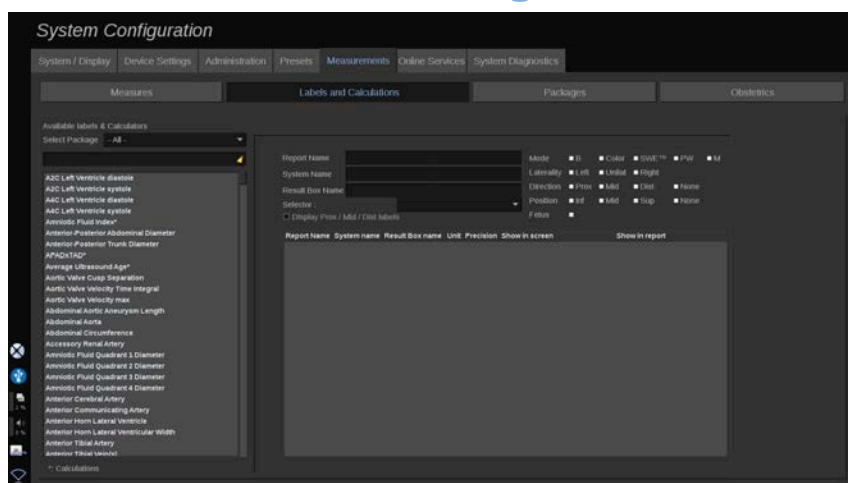 System Configuration
System / Display Device Settings Administration Presets Measurements Online Services System Diagnostics
Measures Labels and Calculations Packages Obstetrics
Available labels & Calculators
Select Package - All -
A2C Left Ventricle diastole
A2C Left Ventricle systole
A4C Left Ventricle diastole
A4C Left Ventricle systole
Amniotic Fluid Index*
Anterior-Posterior Abdominal Diameter
Anterior-Posterior Trunk Diameter
APADxTAD*
Average Ultrasound Age*
Aortic Valve Cusp Separation
Aortic Valve Velocity Time Integral
Aortic Valve Velocity max
Abdominal Aortic Aneurysm Length
Abdominal Aorta
Abdominal Circumference
Accessory Renal Artery
Amniotic Fluid Quadrant 1 Diameter
Amniotic Fluid Quadrant 2 Diameter
Amniotic Fluid Quadrant 3 Diameter
Amniotic Fluid Quadrant 4 Diameter
Anterior Cerebral Artery
Anterior Communicating Artery
Anterior Horn Lateral Ventricle
Anterior Horn Lateral Ventricular Width
Anterior Tibial Artery
Anterior Tibial Vein(s)
*: Calculations
Report Name
System Name
Result Box Name
Selector :
Display Prox / Mid / Dist labels
Mode B Color SWE™ PW M
Laterality Left Unilat Right
Direction Prox Mid Dist None
Position Inf Mid Sup None
Fetus
Report Name System name Result Box name Unit Precision Show in screen Show in report